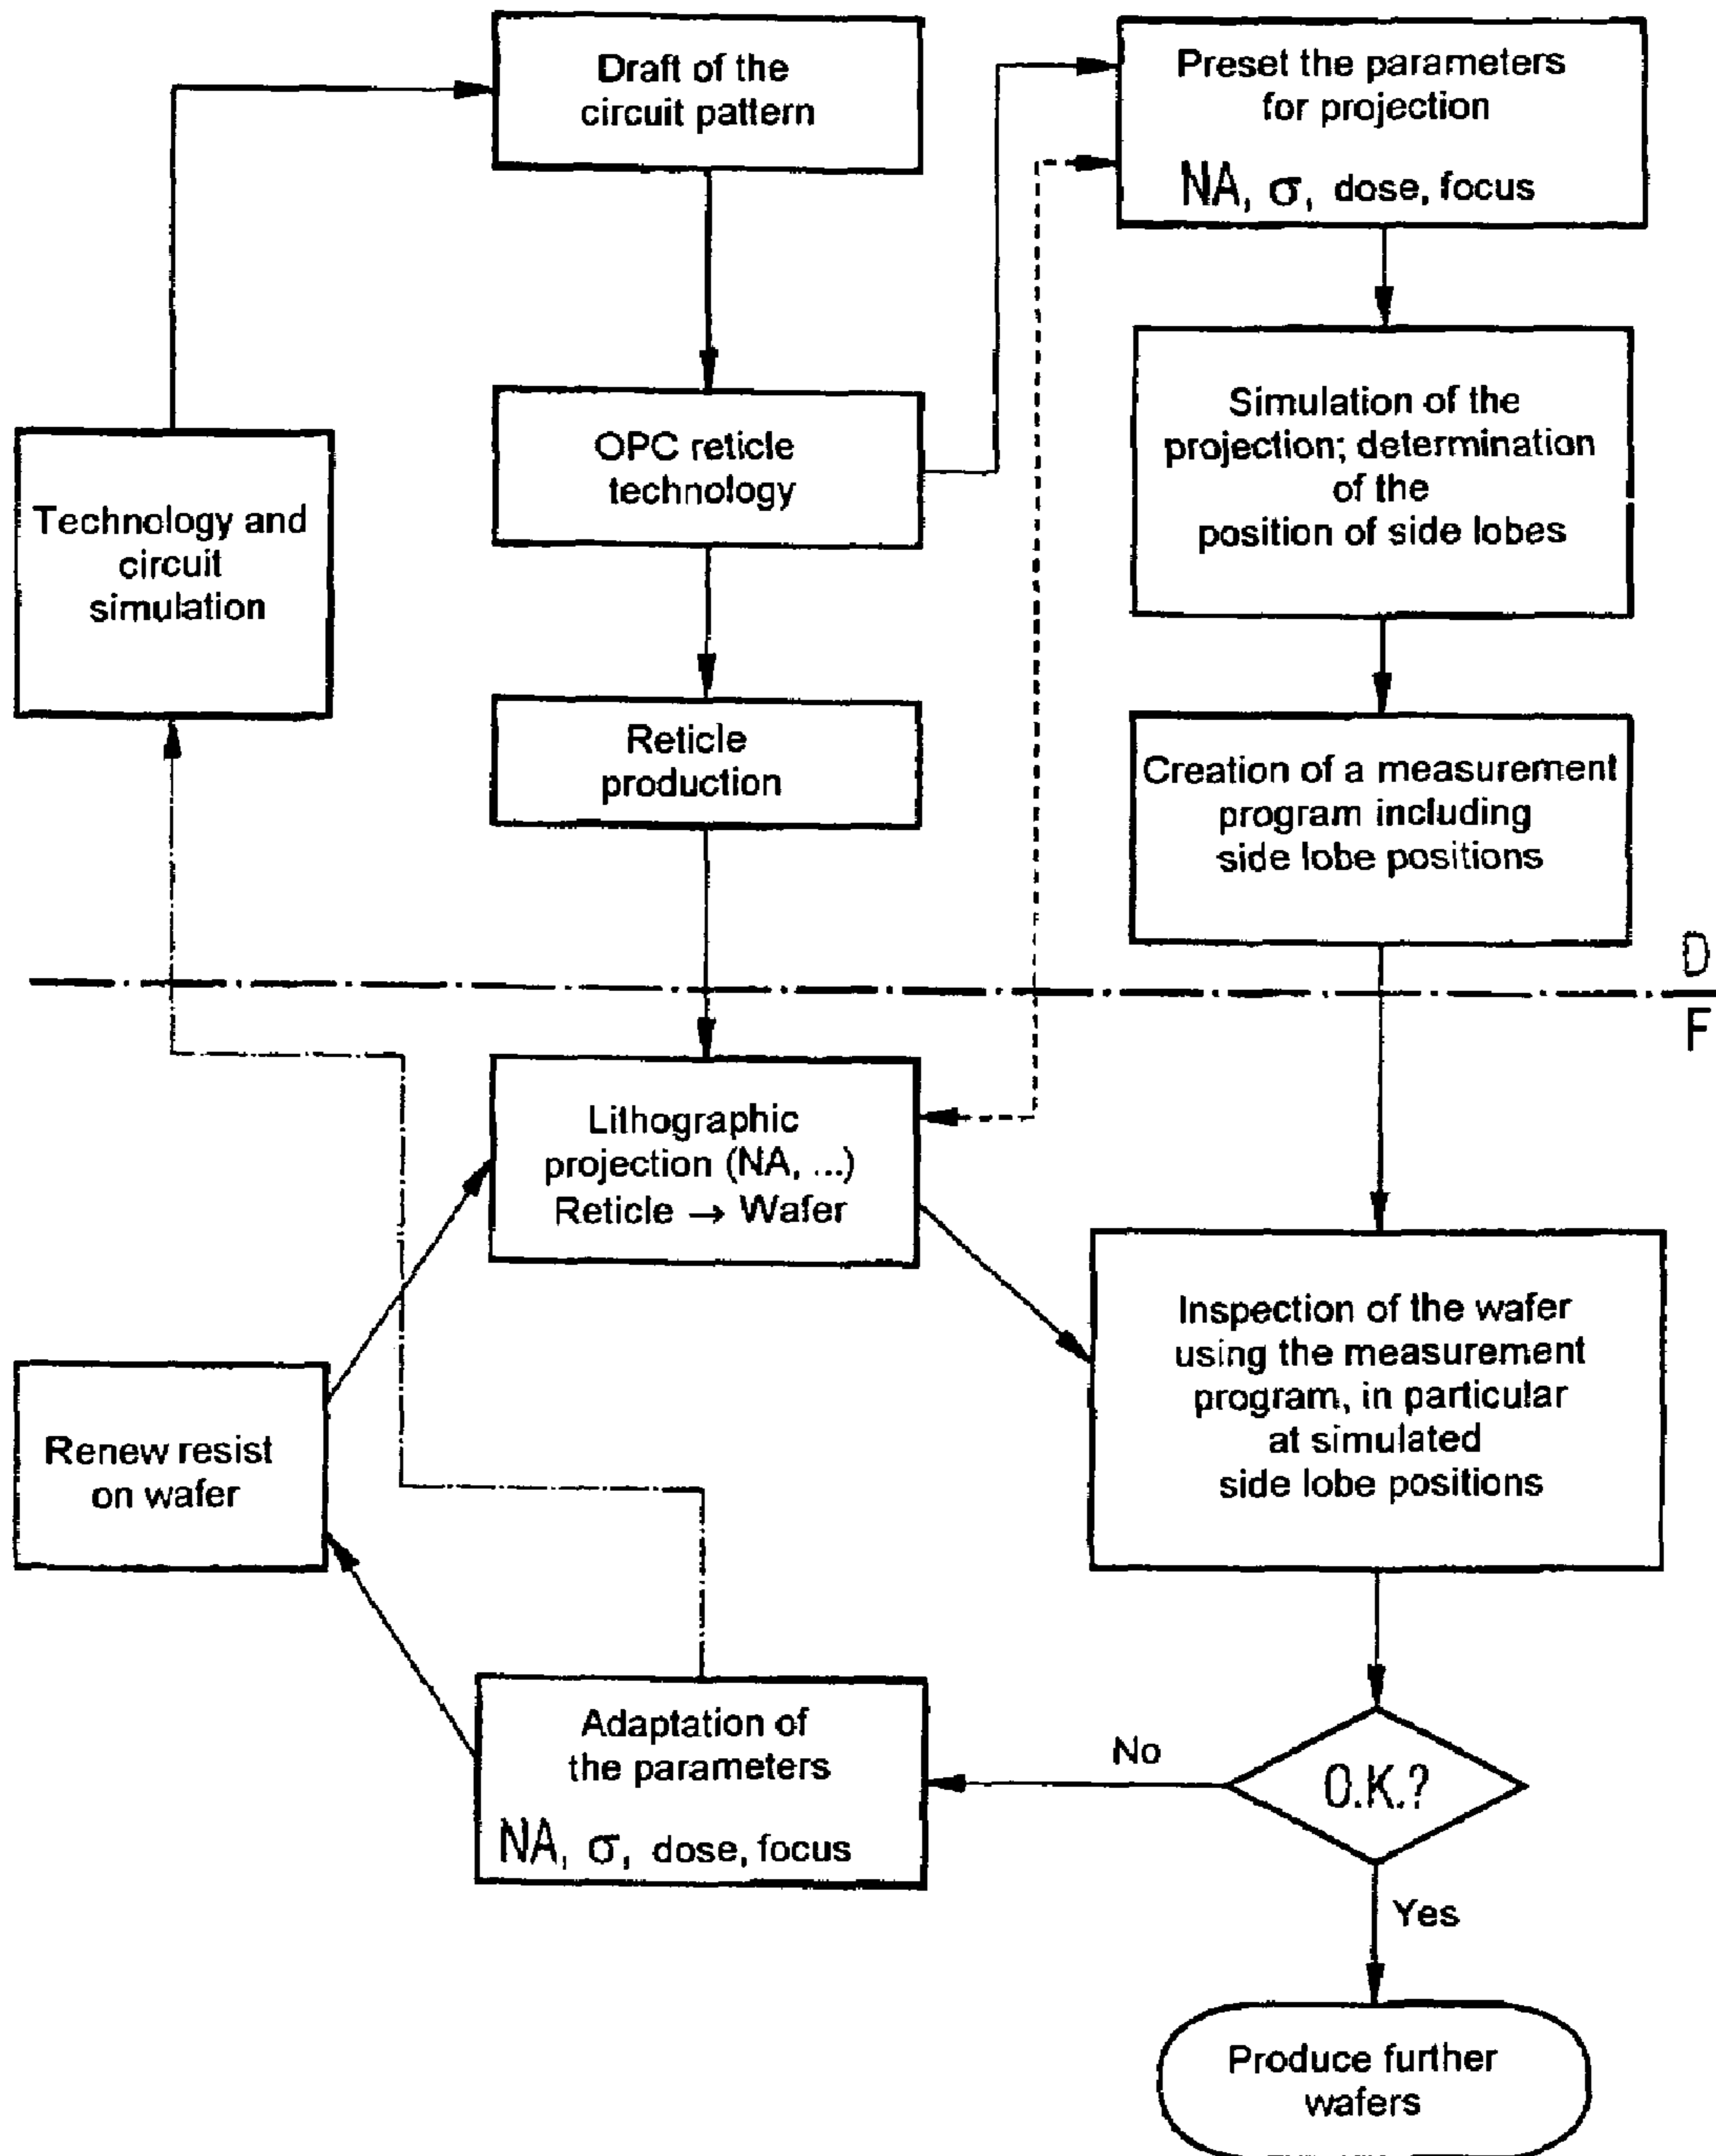 Draft of the
circuit pattern
Preset the parameters
for projection
NA, σ, dose, focus
OPC reticle
technology
Simulation of the
projection; determination
of the
position of side lobes
Technology and
circuit
simulation
Reticle
production
Creation of a measurement
program including
side lobe positions
D
F
Lithographic
projection (NA, ...)
Reticle → Wafer
Inspection of the wafer
using the measurement
program, in particular
at simulated
side lobe positions
Renew resist
on wafer
Adaptation of
the parameters
NA, σ, dose, focus
No
O.K.?
Yes
Produce further
wafers